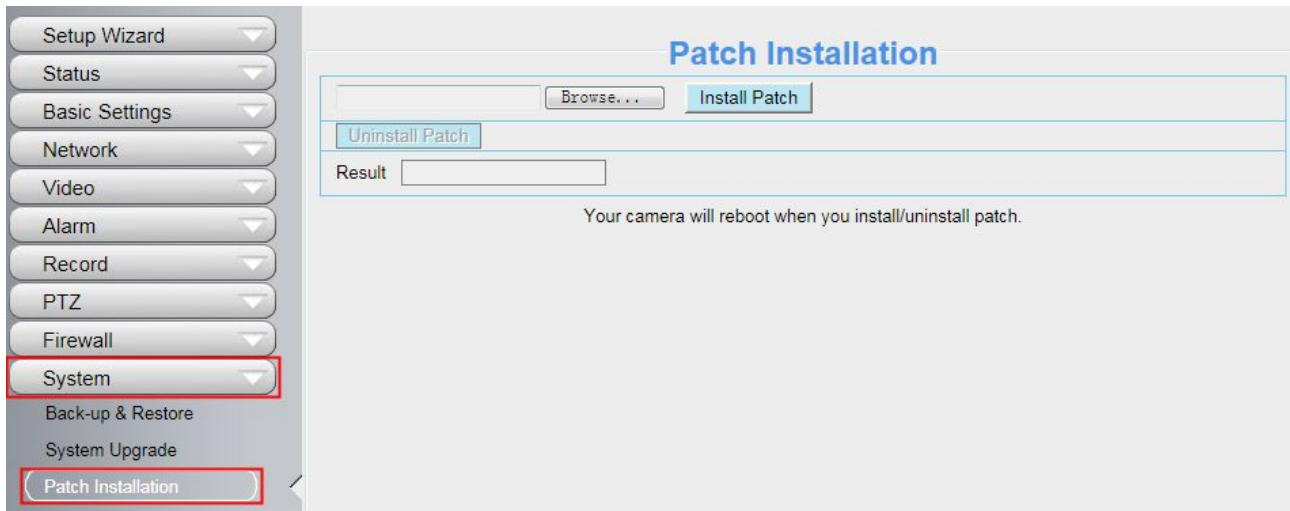 Setup Wizard
Status
Basic Settings
Network
Video
Alarm
Record
PTZ
Firewall
System
Back-up & Restore
System Upgrade
Patch Installation
Patch Installation
Browse... Install Patch
Uninstall Patch
Result
Your camera will reboot when you install/uninstall patch.